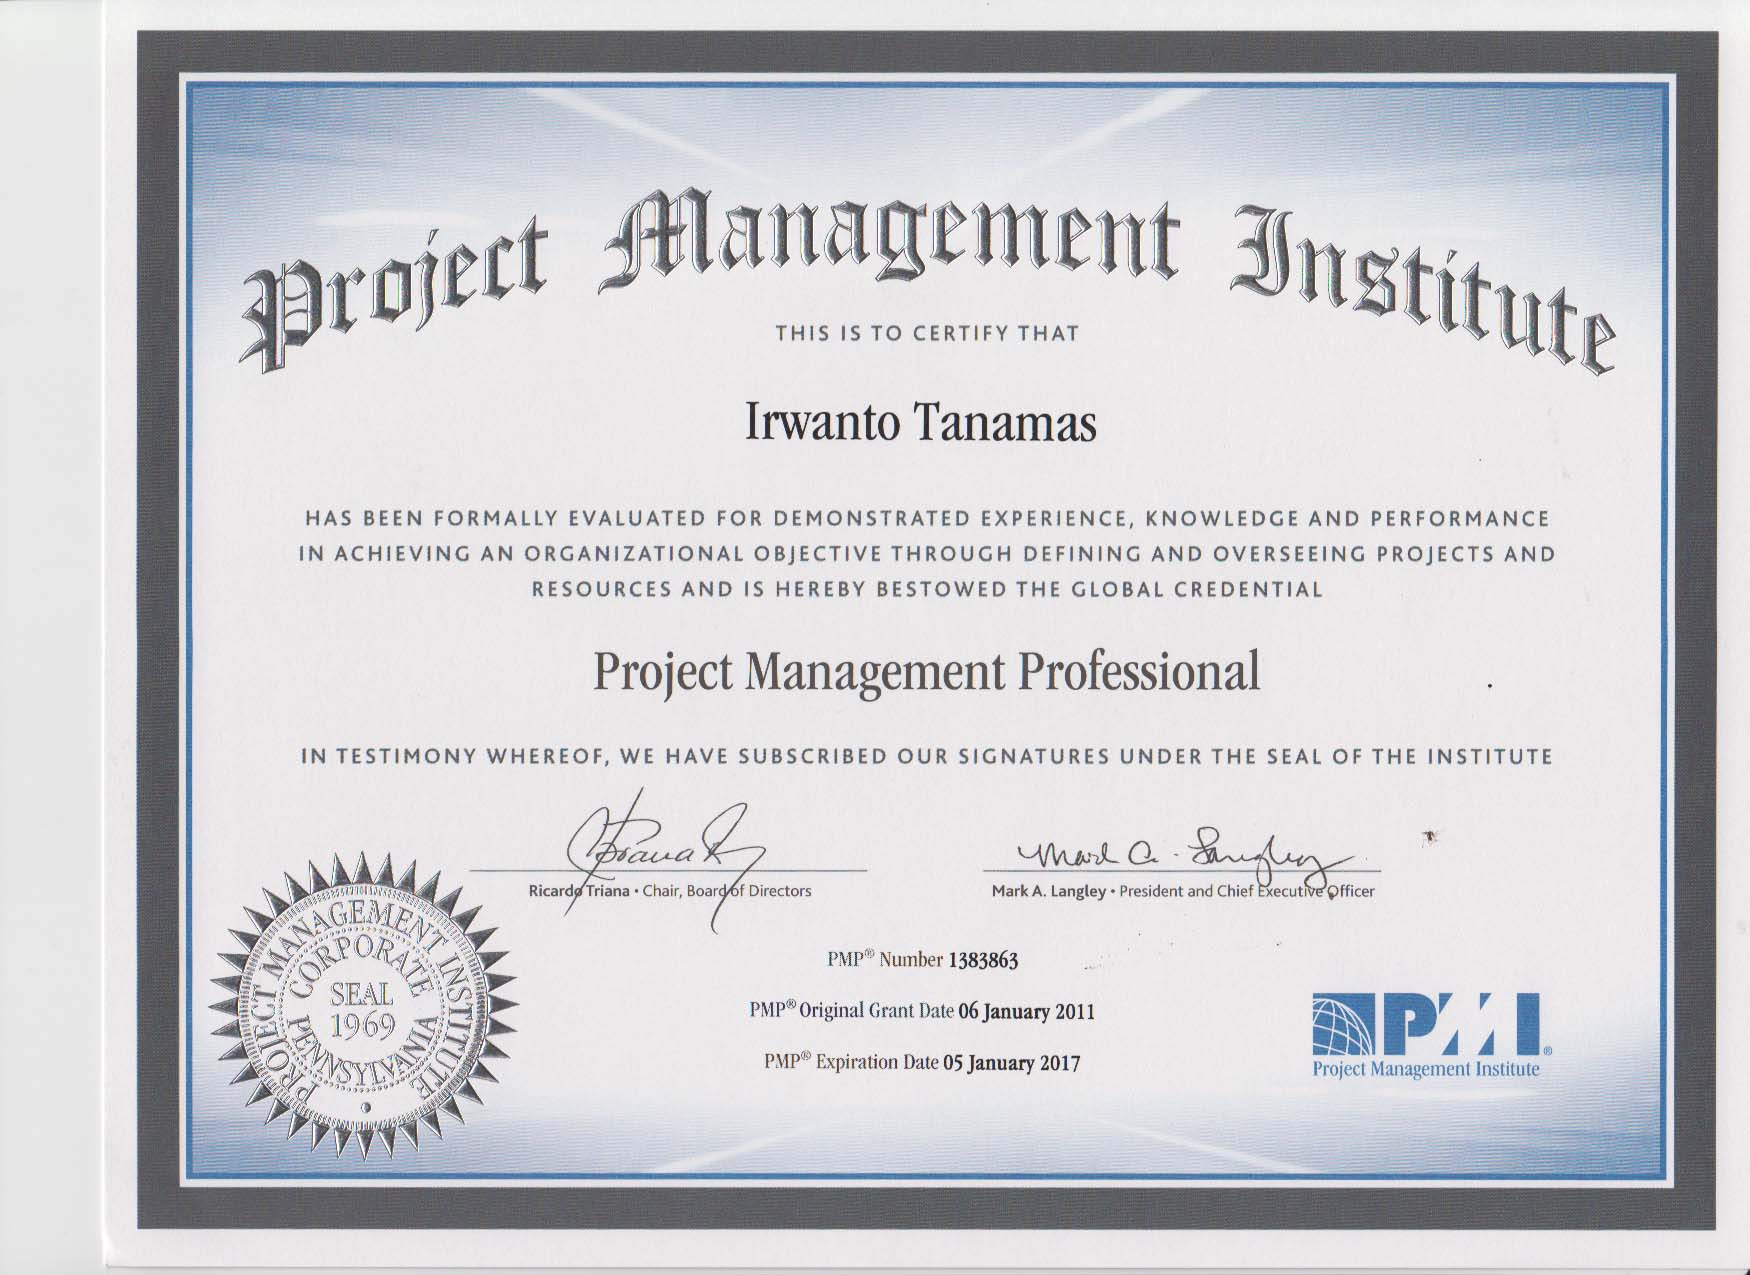 Project Management Institute
THIS IS TO CERTIFY THAT
Irwanto Tanamas
HAS BEEN FORMALLY EVALUATED FOR DEMONSTRATED EXPERIENCE, KNOWLEDGE AND PERFORMANCE
IN ACHIEVING AN ORGANIZATIONAL OBJECTIVE THROUGH DEFINING AND OVERSEEING PROJECTS AND
RESOURCES AND IS HEREBY BESTOWED THE GLOBAL CREDENTIAL
Project Management Professional
IN TESTIMONY WHEREOF, WE HAVE SUBSCRIBED OUR SIGNATURES UNDER THE SEAL OF THE INSTITUTE
Mark A. Langley
Ricardo Triana • Chair, Board of Directors
Mark A. Langley • President and Chief Executive Officer
PROJECT MANAGEMENT INSTITUTE
CORPORATE
SEAL
1969
PENNSYLVANIA
PMP® Number 1383863
PMP® Original Grant Date 06 January 2011
PMP® Expiration Date 05 January 2017
PMI®
Project Management Institute